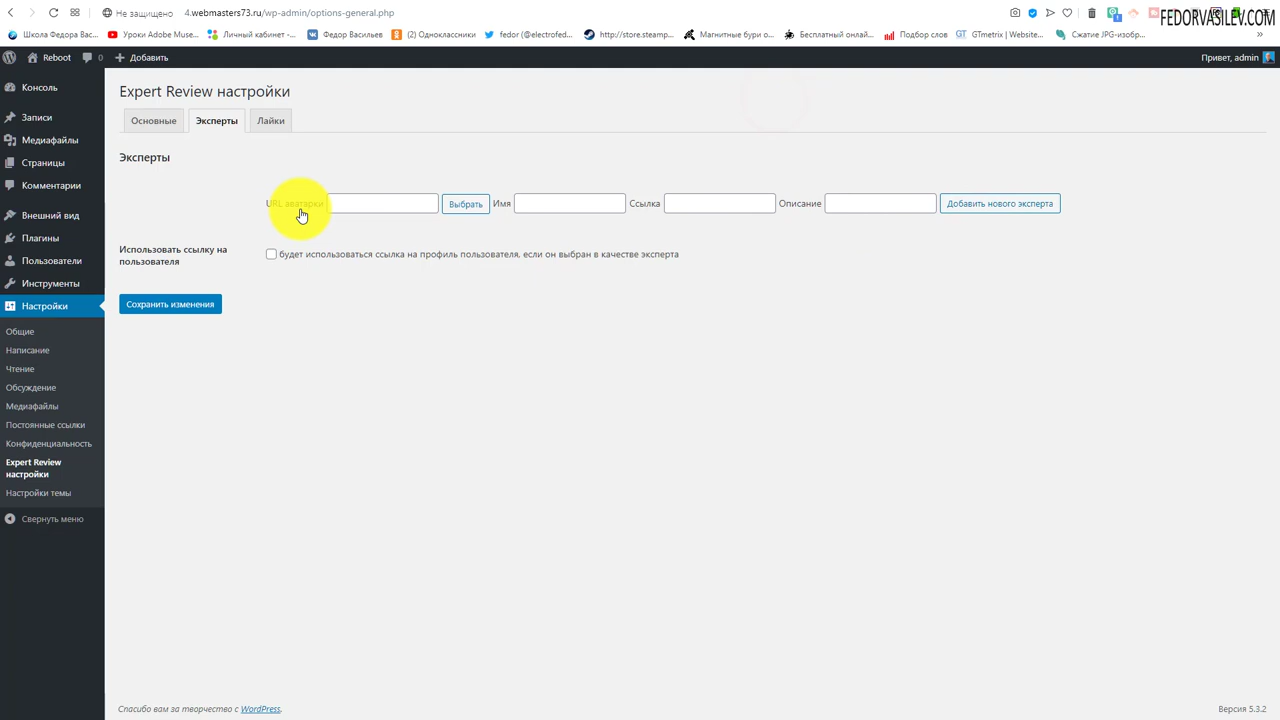 Не защищено
4.webmasters73.ru/wp-admin/options-general.php
FEDORVASILEV.COM
Школа Федора Вас...
Уроки Adobe Muse...
Личный кабинет -...
Федор Васильев
(2) Одноклассники
fedor (@electrofed...
http://store.steamp...
Магнитные бури о...
Бесплатный онлай...
Подбор слов
GTmetrix | Website...
Сжатие JPG-изобр...
Reboot
0
Добавить
Привет, admin
Консоль
Записи
Медиафайлы
Страницы
Комментарии
Внешний вид
Плагины
Пользователи
Инструменты
Настройки
Общие
Написание
Чтение
Обсуждение
Медиафайлы
Постоянные ссылки
Конфиденциальность
Expert Review
настройки
Настройки темы
Свернуть меню
Expert Review настройки
Основные
Эксперты
Лайки
Эксперты
URL аватарки
Выбрать
Имя
Ссылка
Описание
Добавить нового эксперта
Использовать ссылку на
пользователя
будет использоваться ссылка на профиль пользователя, если он выбран в качестве эксперта
Сохранить изменения
Спасибо вам за творчество с WordPress.
Версия 5.3.2